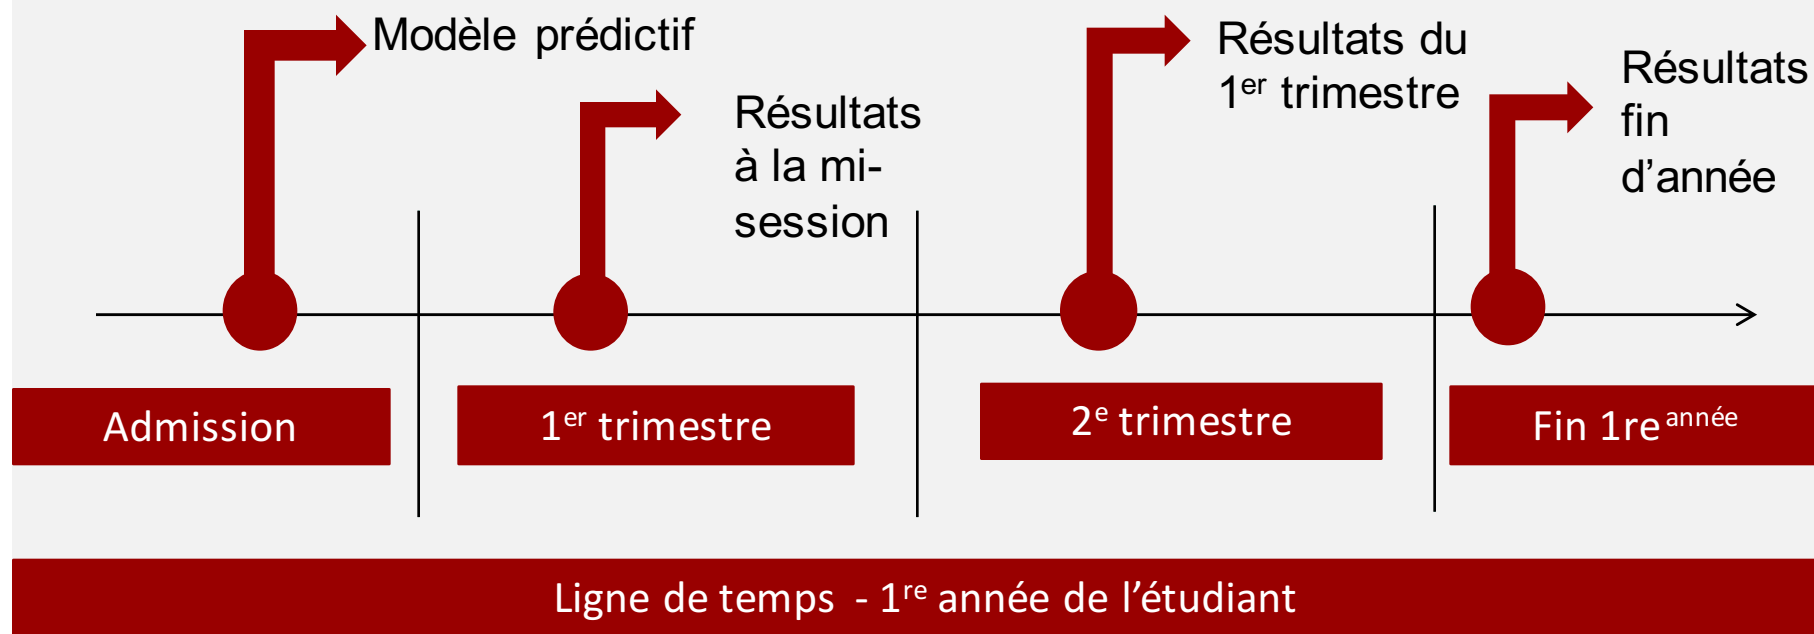 Modèle prédictif
Résultats
à la mi-
session
Résultats du
1er trimestre
Résultats
fin
d’année
Admission
1er trimestre
2e trimestre
Fin 1re année
Ligne de temps - 1re année de l’étudiant